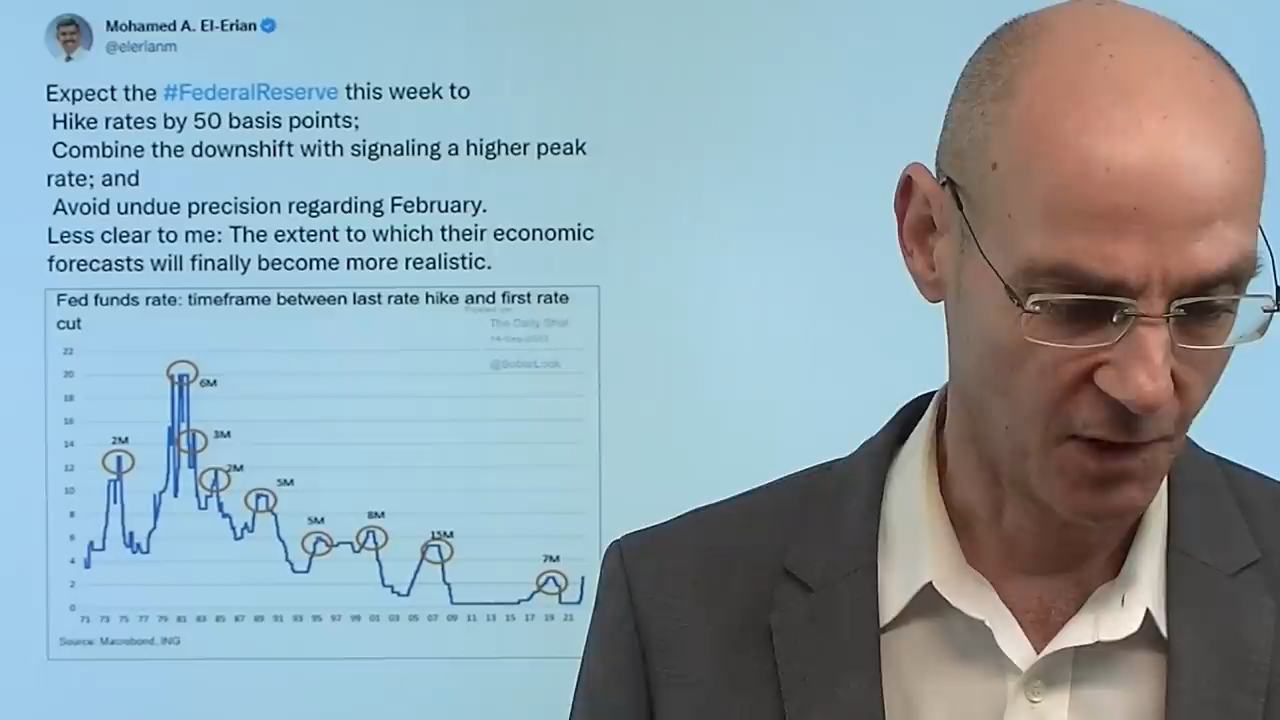 Mohamed A. El-Erian
@elerianm
Expect the #FederalReserve this week to
Hike rates by 50 basis points;
Combine the downshift with signaling a higher peak
rate; and
Avoid undue precision regarding February.
Less clear to me: The extent to which their economic
forecasts will finally become more realistic.
Fed funds rate: timeframe between last rate hike and first rate
cut
Posted on
The Daily Shot
@SoberLook
22
20
6M
18
16
3M
2M
14
12
2M
10
5M
8
8M
5M
15M
6
4
7M
2
0
71 73 75 77 79 81 83 85 87 89 91 93 95 97 99 01 03 05 07 09 11 13 15 17 19 21
Source: Macrobond, ING